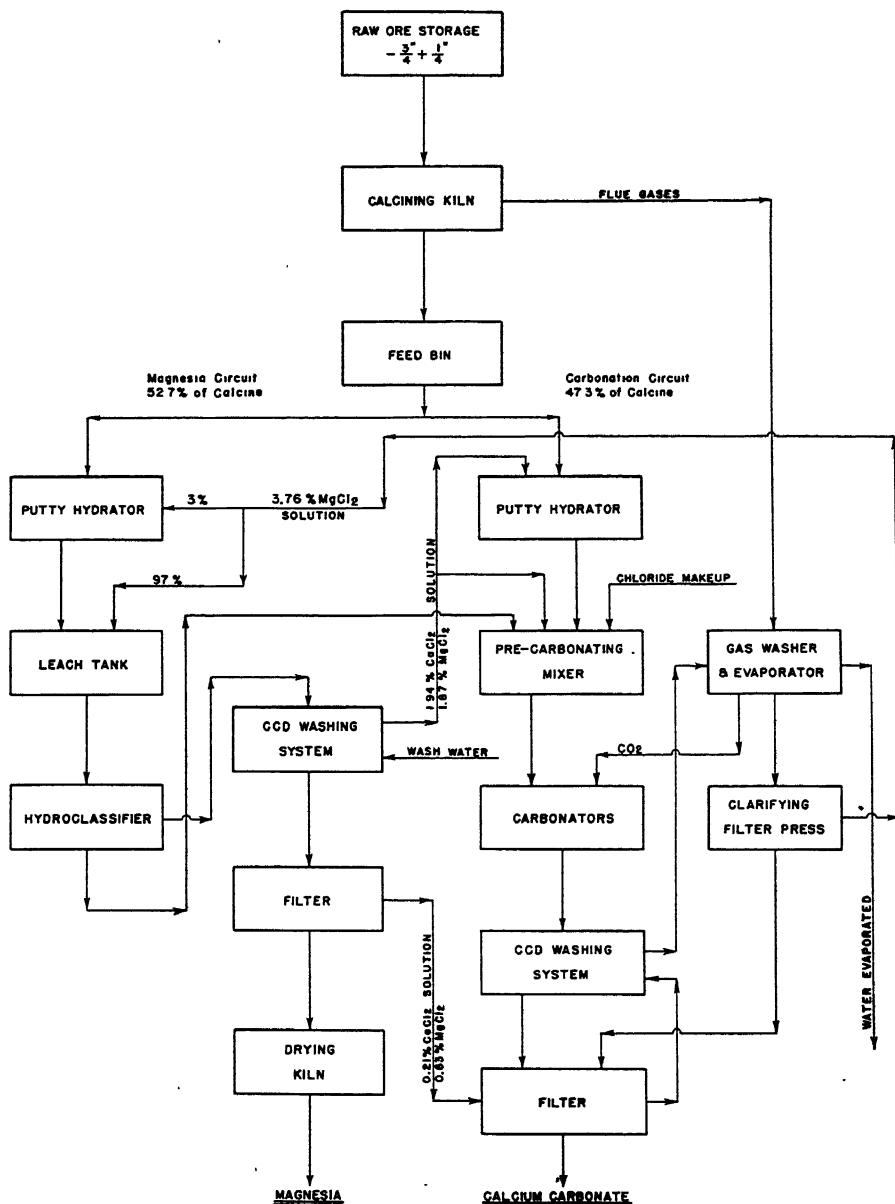 RAW ORE STORAGE
- 3/4" + 1/4"
CALCINING KILN
FLUE GASES
FEED BIN
Magnesia Circuit
52.7% of Calcine
Carbonation Circuit
47.3% of Calcine
PUTTY HYDRATOR
3%
3.76% MgCl2
SOLUTION
PUTTY HYDRATOR
97%
CHLORIDE MAKEUP
SOLUTION
1.94% CaCl2
1.87% MgCl2
LEACH TANK
PRE-CARBONATING
MIXER
GAS WASHER
& EVAPORATOR
CCD WASHING
SYSTEM
WASH WATER
CO2
HYDROCLASSIFIER
CARBONATORS
CLARIFYING
FILTER PRESS
FILTER
CCD WASHING
SYSTEM
WATER EVAPORATED
0.21% CaCl2 SOLUTION
0.63% MgCl2
DRYING
KILN
FILTER
MAGNESIA
CALCIUM CARBONATE